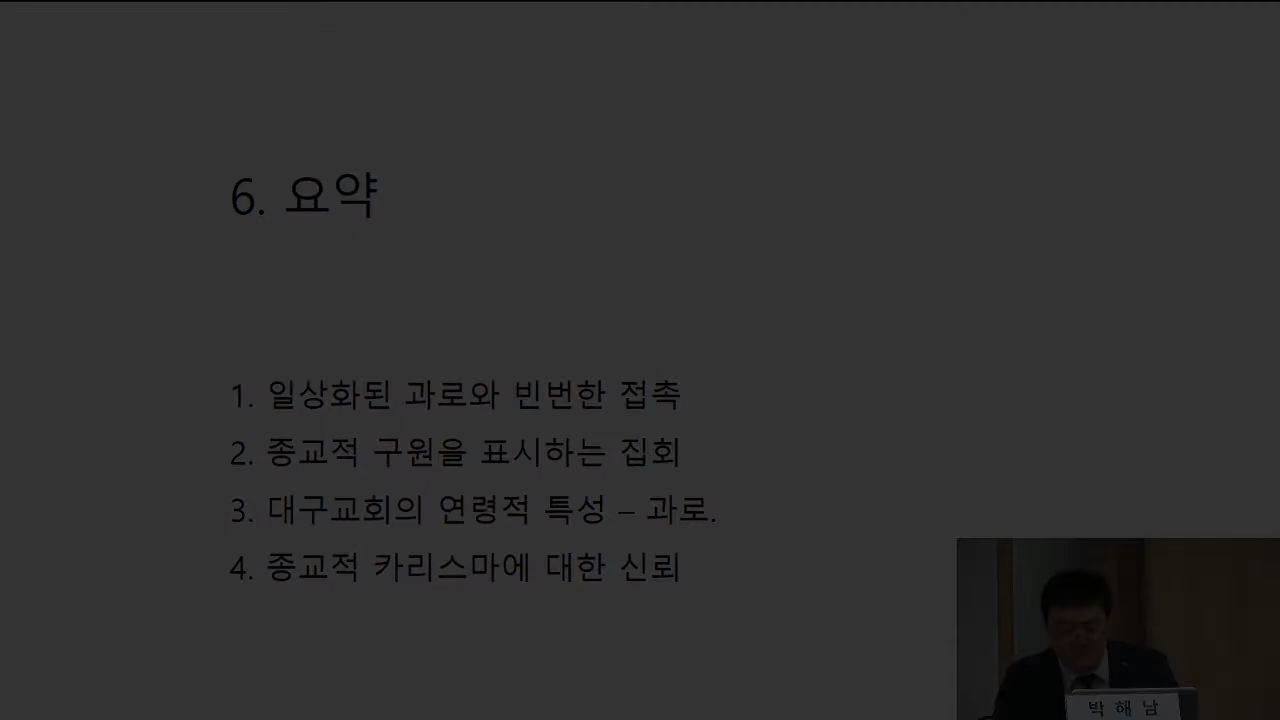 6. 요약
1. 일상화된 과로와 빈번한 접촉
2. 종교적 구원을 표시하는 집회
3. 대구교회의 연령적 특성 – 과로.
4. 종교적 카리스마에 대한 신뢰
박 해 남